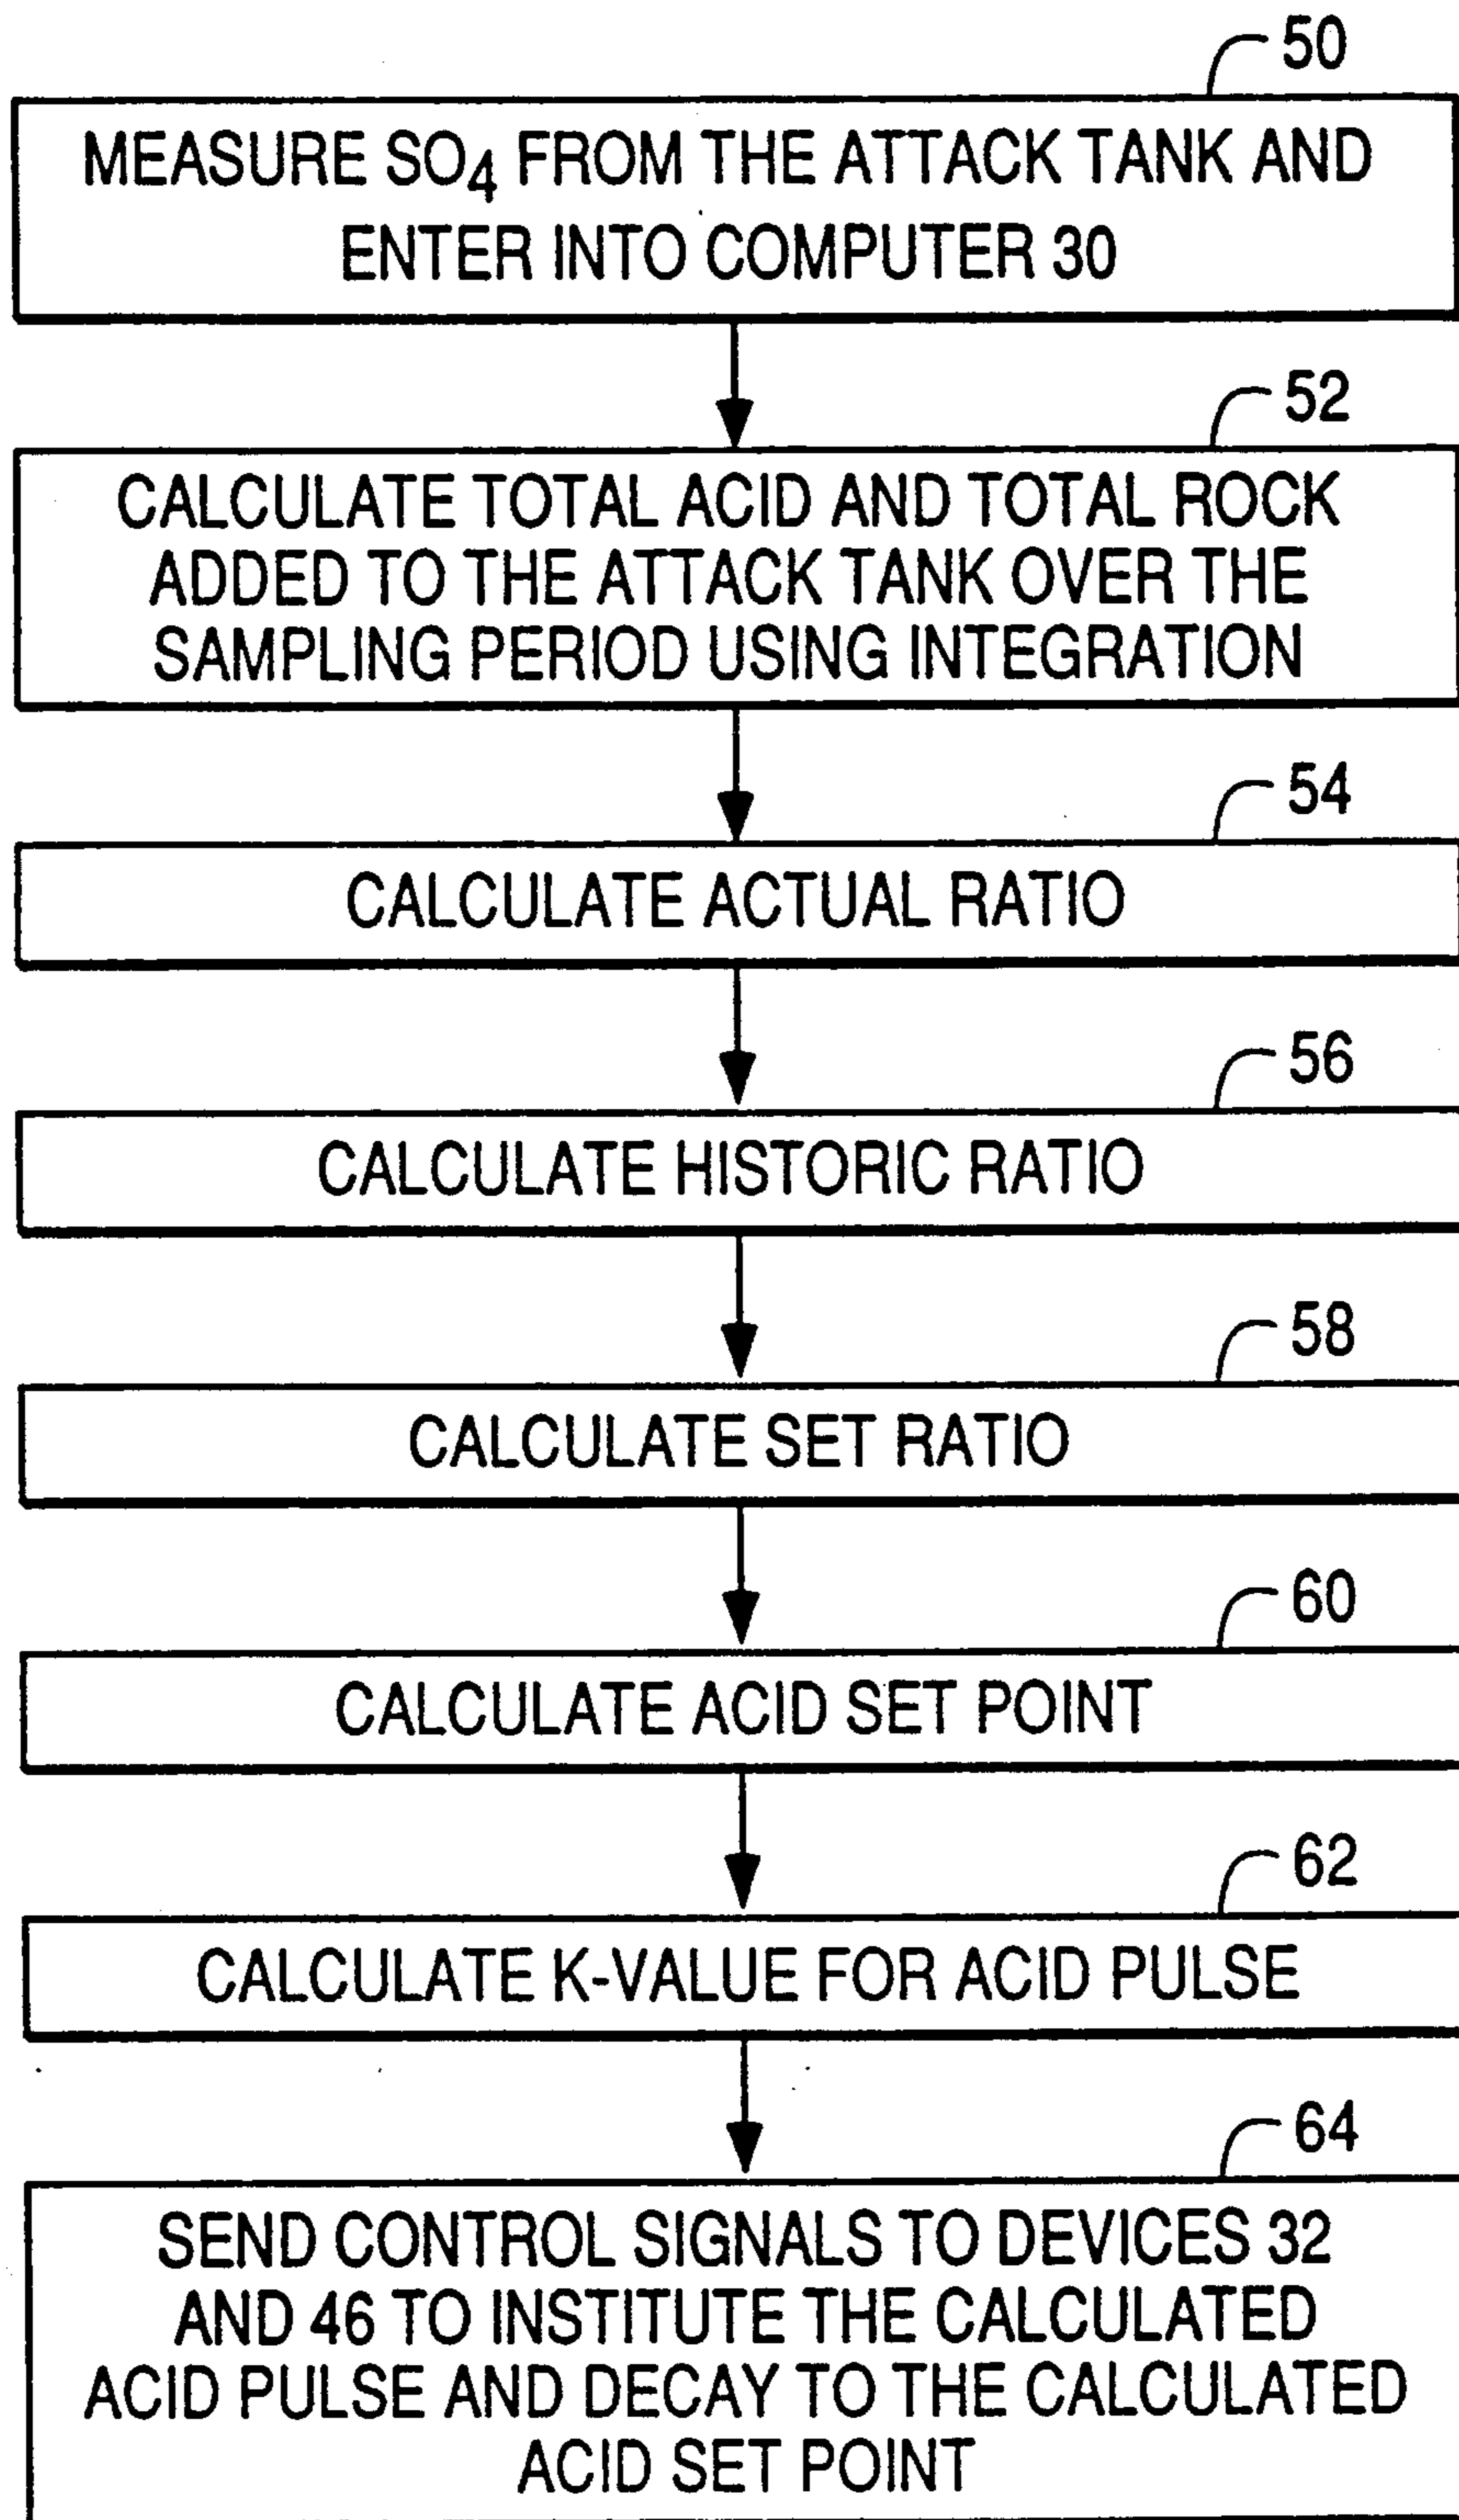 50
MEASURE SO4 FROM THE ATTACK TANK AND
ENTER INTO COMPUTER 30
52
CALCULATE TOTAL ACID AND TOTAL ROCK
ADDED TO THE ATTACK TANK OVER THE
SAMPLING PERIOD USING INTEGRATION
54
CALCULATE ACTUAL RATIO
56
CALCULATE HISTORIC RATIO
58
CALCULATE SET RATIO
60
CALCULATE ACID SET POINT
62
CALCULATE K-VALUE FOR ACID PULSE
64
SEND CONTROL SIGNALS TO DEVICES 32
AND 46 TO INSTITUTE THE CALCULATED
ACID PULSE AND DECAY TO THE CALCULATED
ACID SET POINT